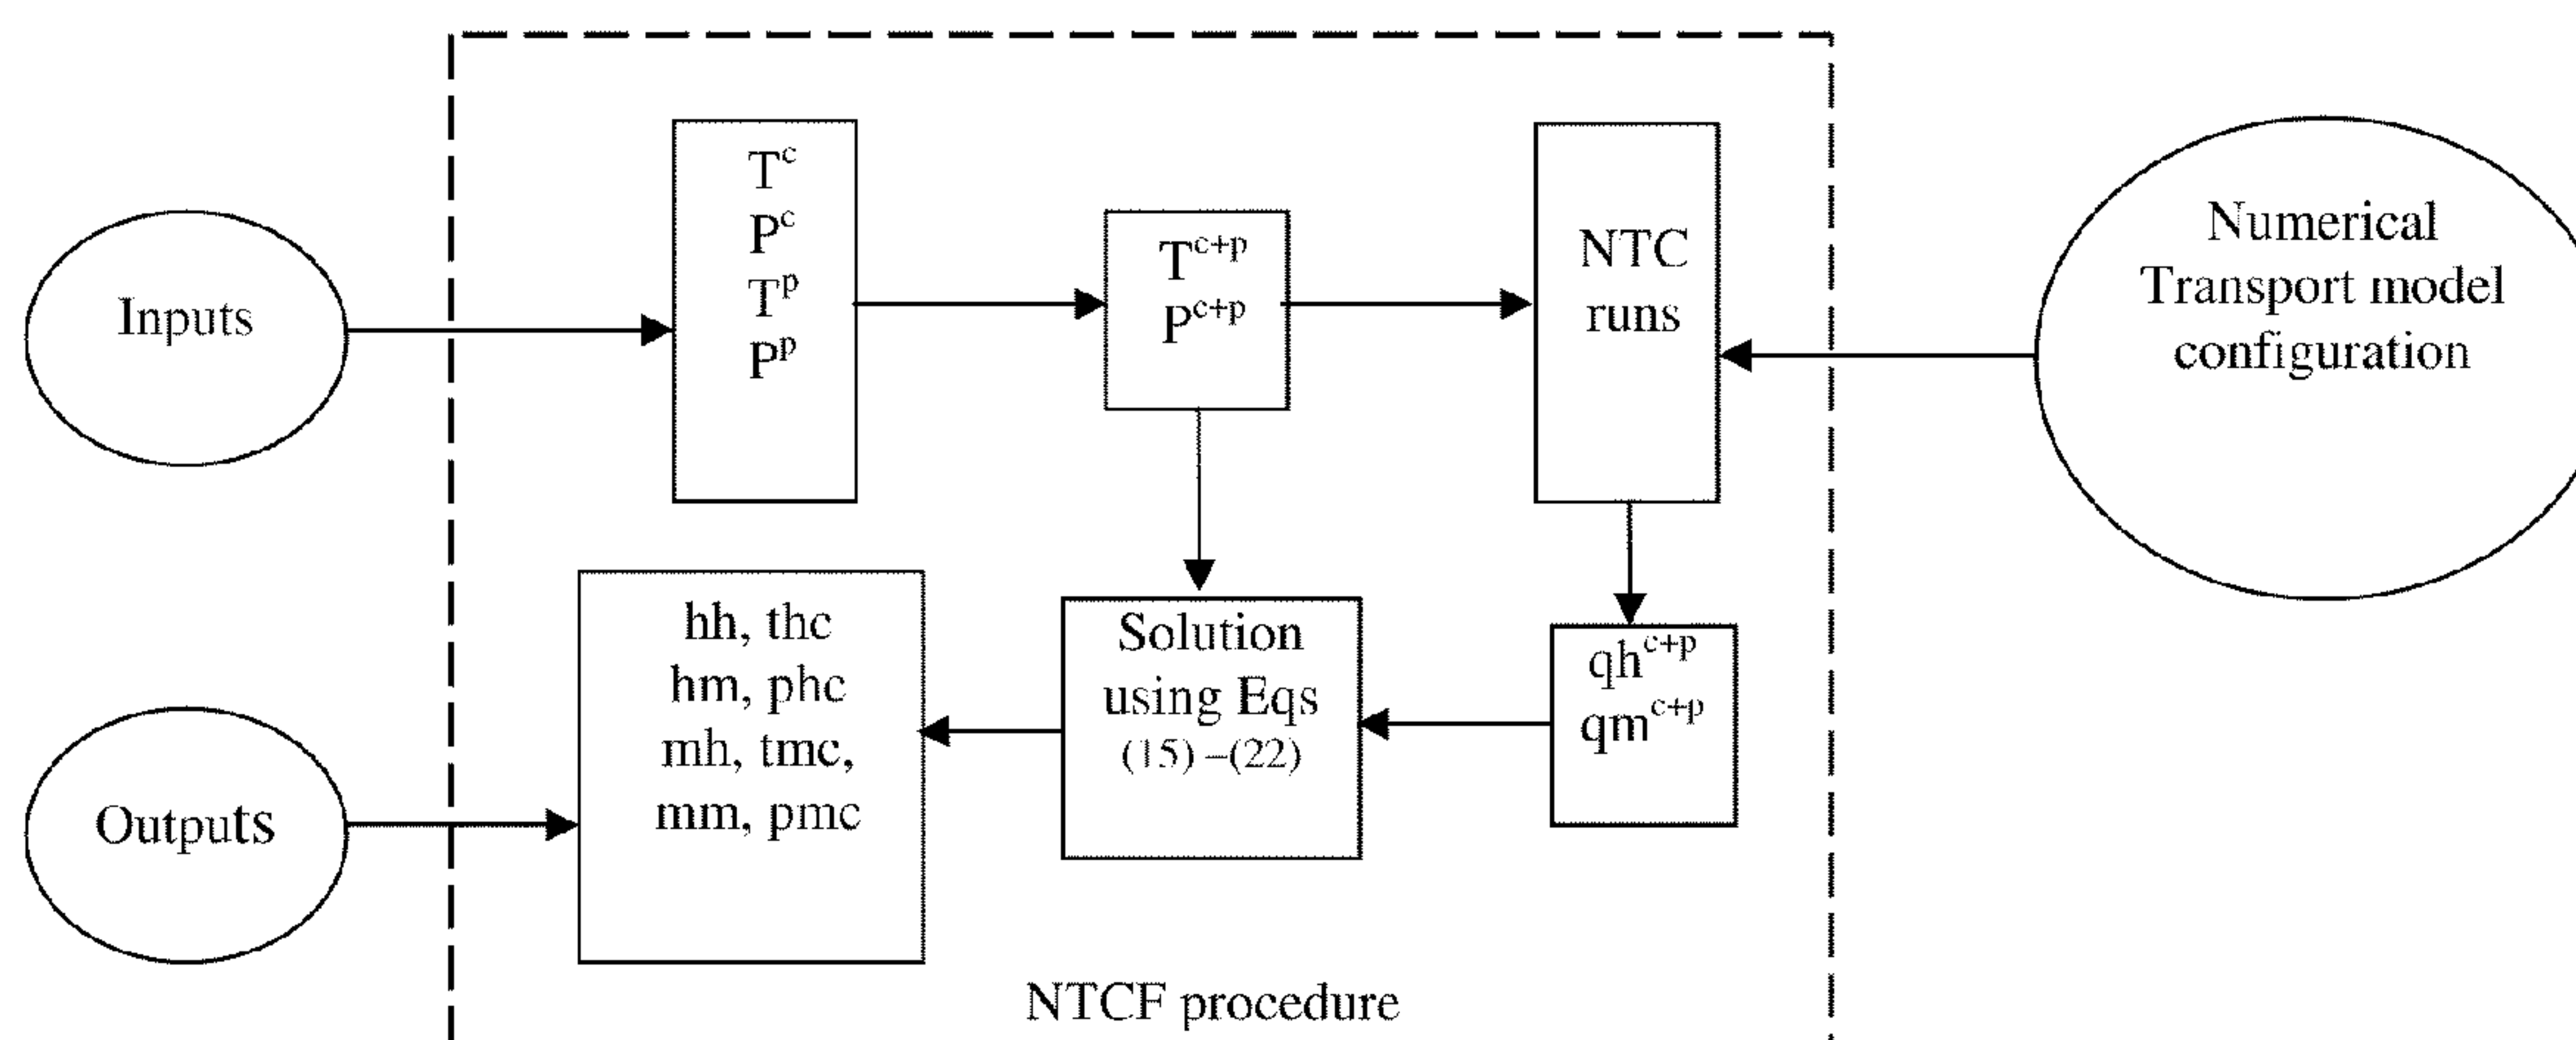 Inputs
T^c
P^c
T^p
P^p
T^c+p
P^c+p
NTC
runs
Numerical
Transport model
configuration
Outputs
hh, thc
hm, phc
mh, tmc,
mm, pmc
Solution
using Eqs
(15) –(22)
qh^c+p
qm^c+p
NTCF procedure